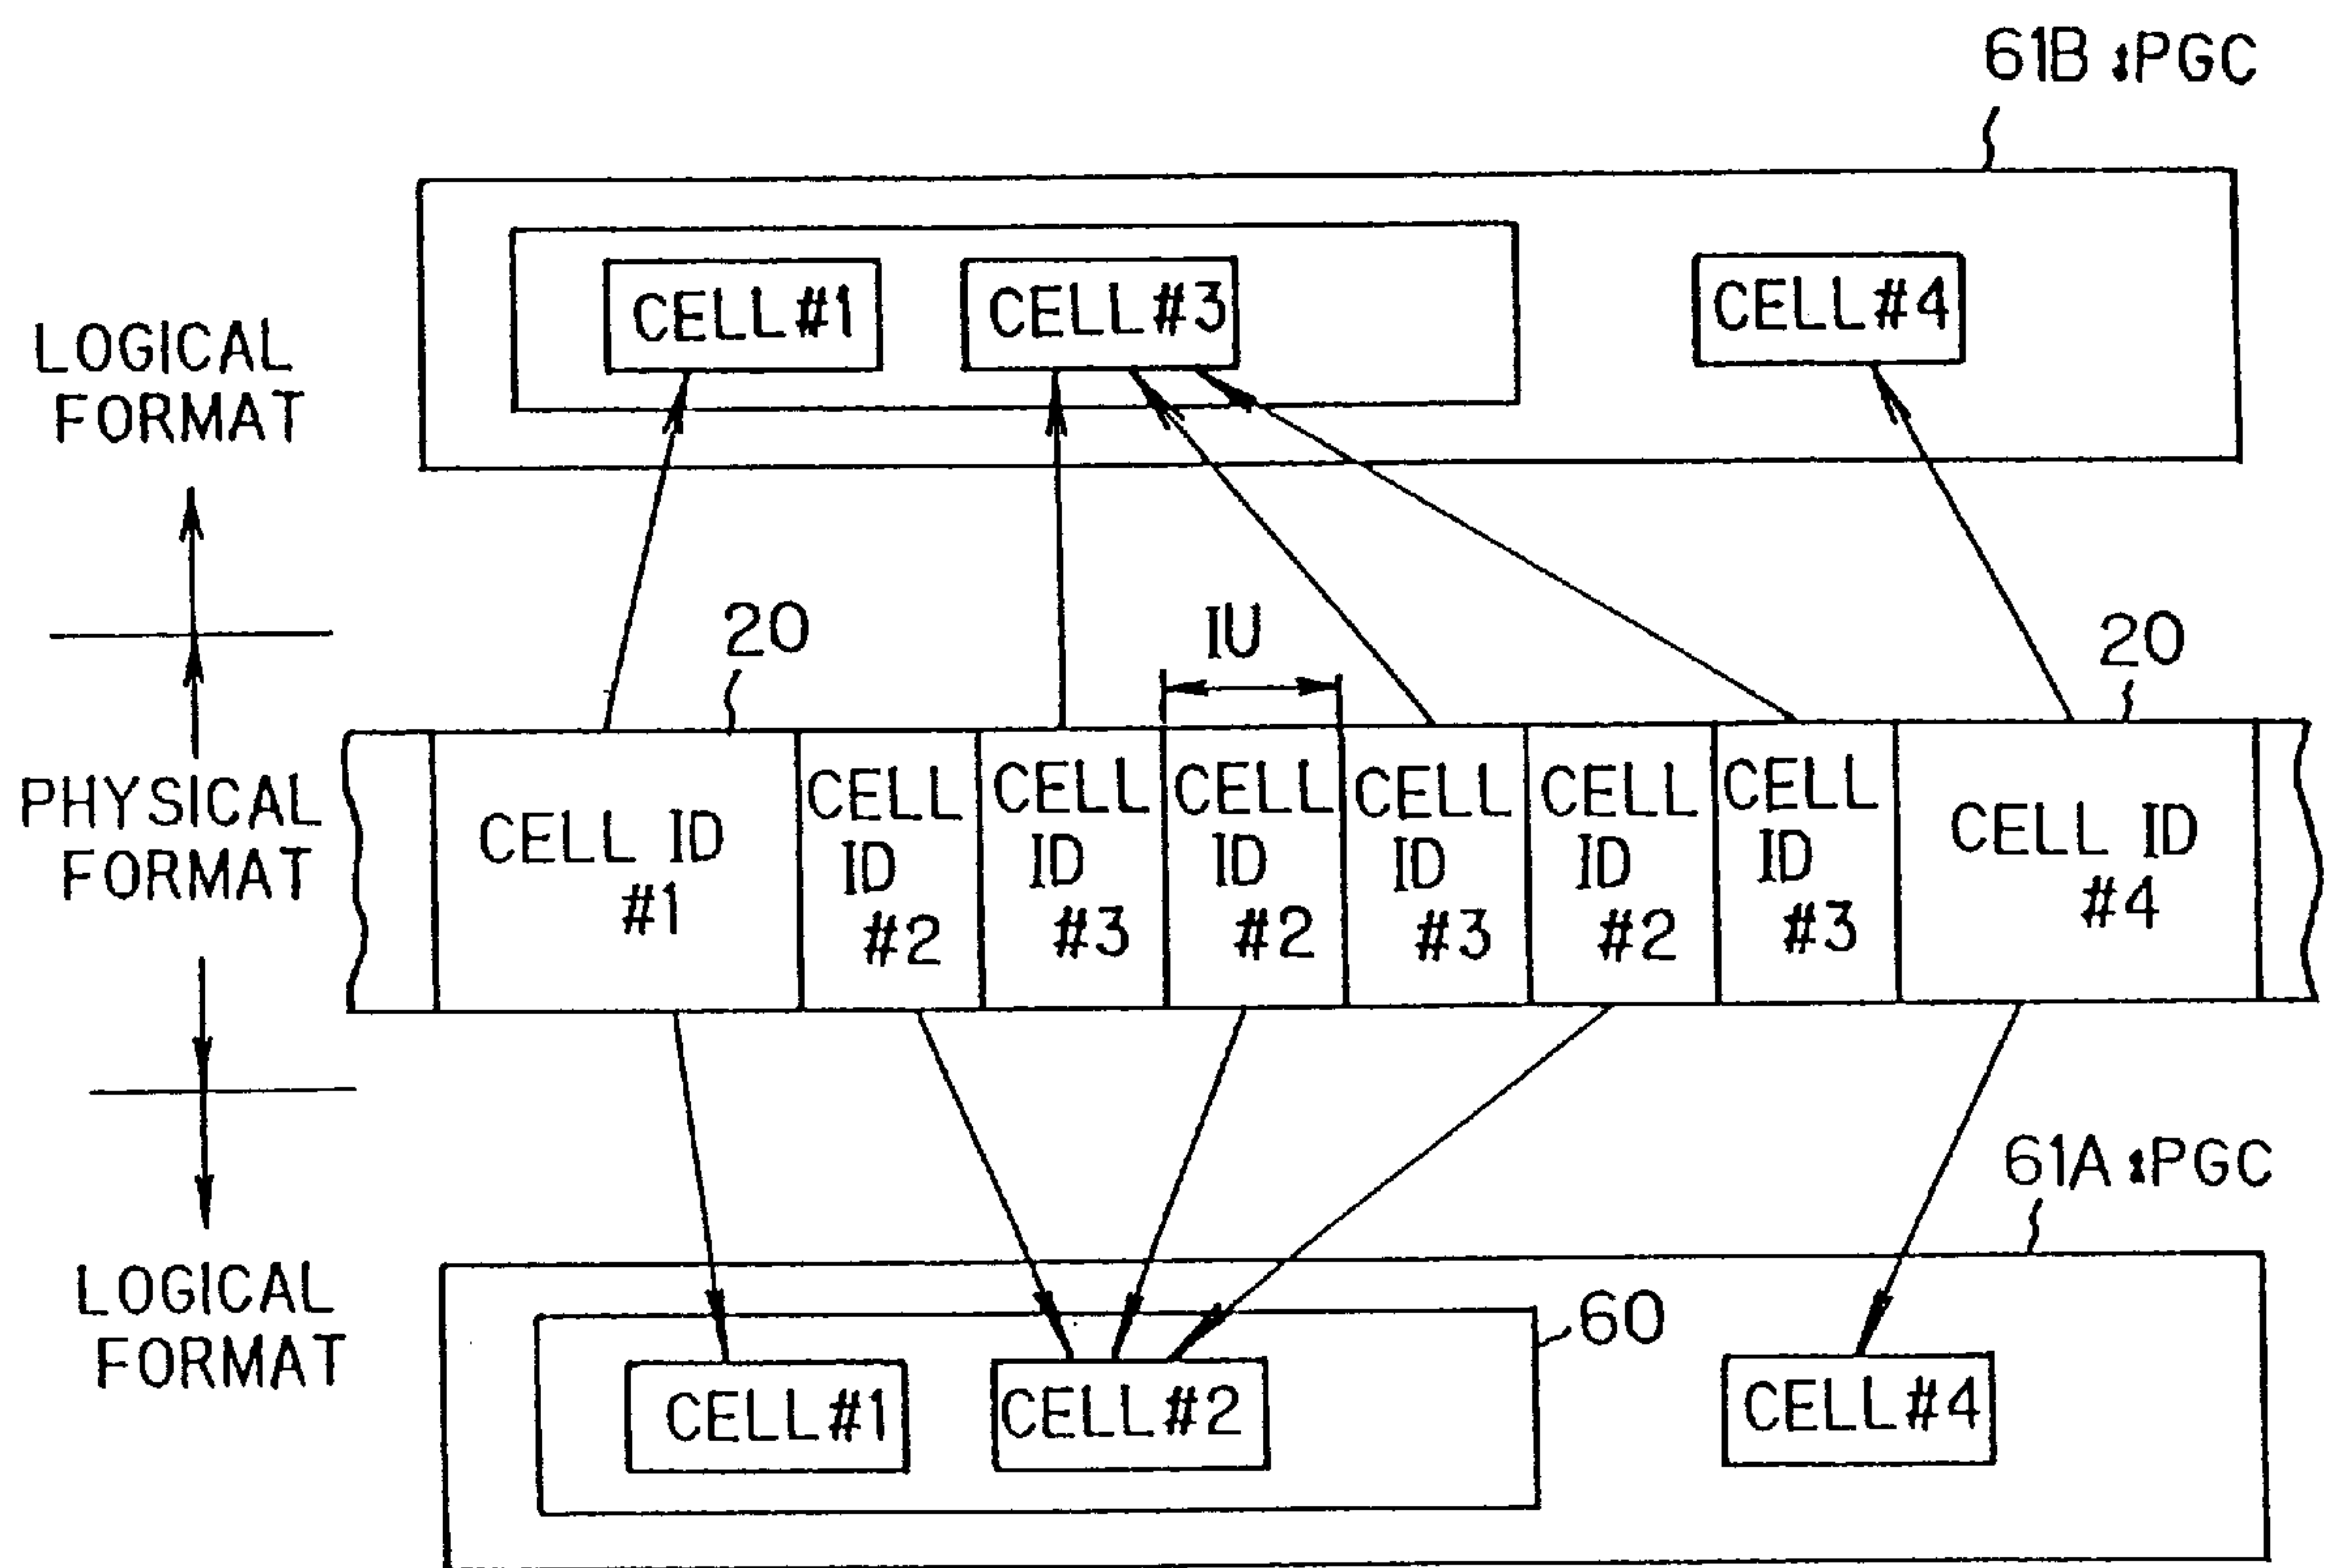 61B :PGC
CELL#1
CELL#3
CELL#4
LOGICAL
FORMAT
20
IU
20
PHYSICAL
FORMAT
CELL ID
#1
CELL
ID
#2
CELL
ID
#3
CELL
ID
#2
CELL
ID
#3
CELL
ID
#2
CELL
ID
#3
CELL ID
#4
61A :PGC
LOGICAL
FORMAT
60
CELL#1
CELL#2
CELL#4